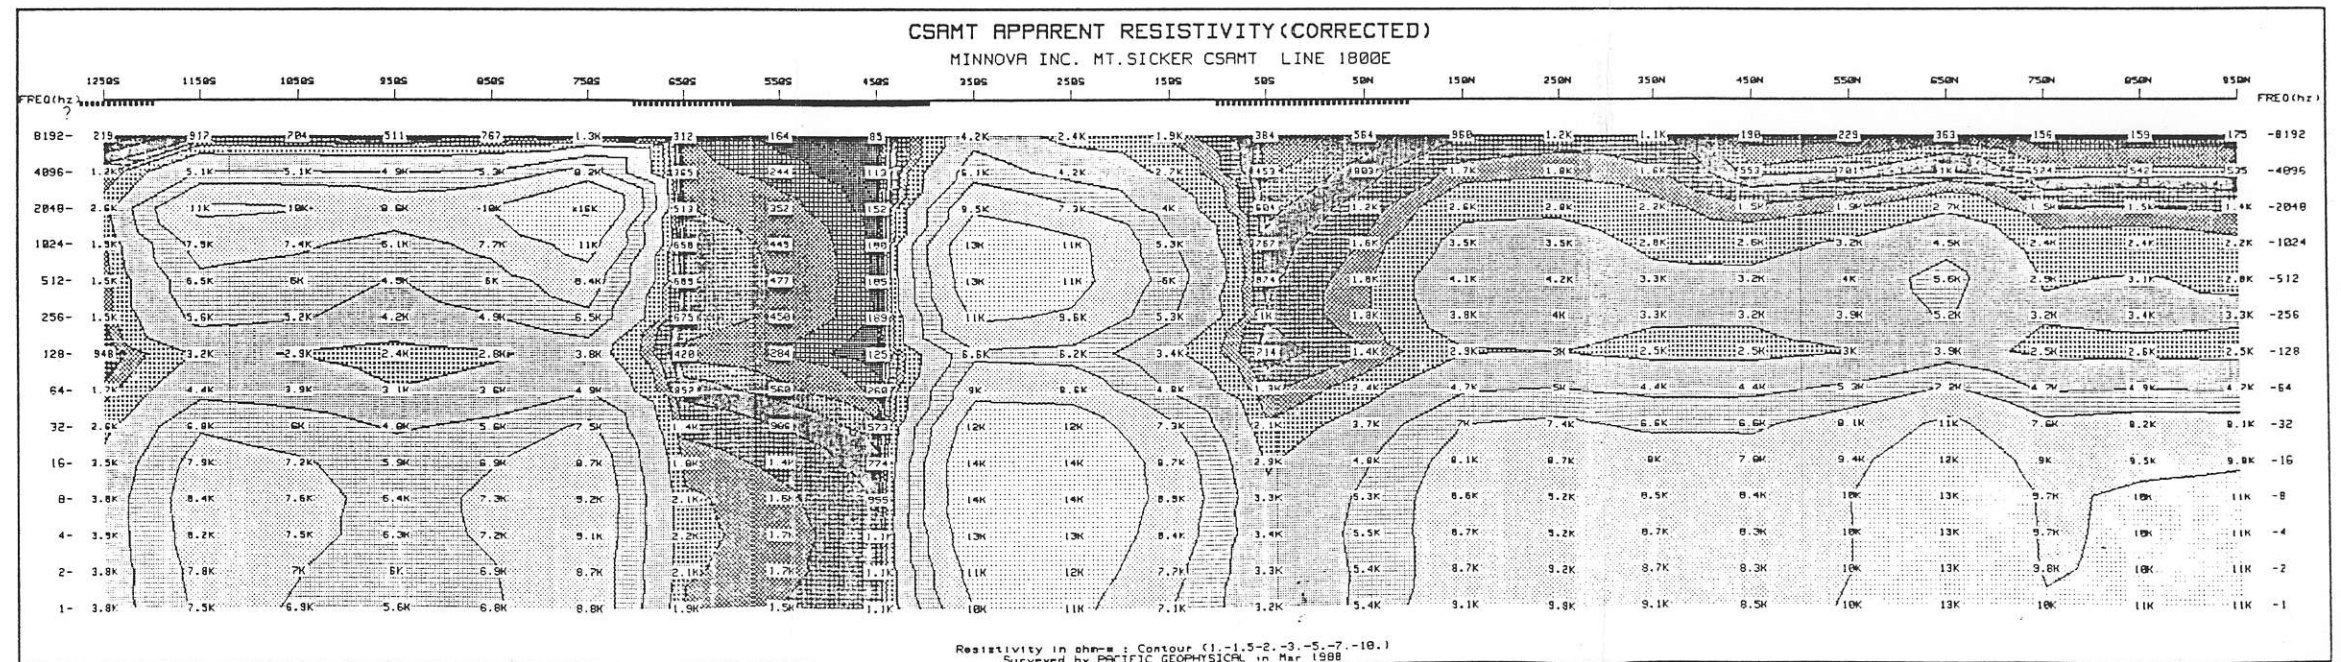 CSAMT APPARENT RESISTIVITY(CORRECTED)
MINNOVA INC. MT.SICKER CSAMT LINE 1800E
1250S 1150S 1050S 950S 850S 750S 650S 550S 450S 350S 250S 150S 50S 50N 150N 250N 350N 450N 550N 650N 750N 850N 950N
FREQ(hz) FREQ(hz)
?
8192- 219 912 204 511 767 1.3K 312 164 85 4.2K 2.4K 1.9K 384 564 960 1.2K 1.1K 190 229 363 156 159 175 -8192
4096- 1.2K 5.1K 5.1K 4.9K 5.3K 8.2K 765 244 113 6.1K 4.2K 2.7K 453 803 1.7K 1.8K 1.6K 553 701 1K 574 542 535 -4096
2048- 2.6K 11K 10K 8.6K 10K 16K 513 352 152 9.5K 7.3K 4K 604 1.2K 2.6K 2.8K 2.2K 1.5K 1.9K 2.7K 1.5K 1.5K 1.4K -2048
1024- 1.9K 7.9K 7.4K 6.1K 7.7K 11K 658 449 180 13K 11K 5.3K 767 1.6K 3.5K 3.5K 2.8K 2.6K 3.2K 4.5K 2.4K 2.4K 2.2K -1024
512- 1.5K 6.5K 6K 4.9K 6K 8.4K 689 477 185 13K 11K 6K 874 1.8K 4.1K 4.2K 3.3K 3.2K 4K 5.6K 2.9K 3.1K 2.8K -512
256- 1.5K 5.6K 5.2K 4.2K 4.9K 6.5K 675 450 189 11K 9.6K 5.3K 1K 1.8K 3.8K 4K 3.3K 3.2K 3.9K 5.2K 3.2K 3.4K 3.3K -256
128- 948 3.2K 2.9K 2.4K 2.8K 3.8K 420 284 125 6.6K 6.2K 3.4K 714 1.4K 2.9K 3K 2.5K 2.5K 3K 3.9K 2.5K 2.6K 2.5K -128
64- 1.7K 4.4K 3.9K 3.1K 3.6K 4.9K 857 560 260 9K 8.6K 4.8K 1.3K 2.4K 4.7K 5K 4.4K 4.4K 5.3K 7.2K 4.7K 4.9K 4.7K -64
32- 2.6K 6.8K 6K 4.8K 5.6K 7.5K 1.4K 906 573 12K 12K 7.3K 2.1K 3.7K 7K 7.4K 6.6K 6.6K 8.1K 11K 7.6K 8.2K 8.1K -32
16- 3.5K 7.9K 7.2K 5.9K 6.9K 8.7K 1.8K 1.4K 774 14K 14K 8.7K 2.9K 4.8K 8.1K 8.7K 8K 7.8K 9.4K 12K 9K 9.5K 9.8K -16
8- 3.8K 8.4K 7.6K 6.4K 7.3K 9.2K 2.1K 1.6K 955 14K 14K 8.9K 3.3K 5.3K 8.6K 9.2K 8.5K 8.4K 10K 13K 9.7K 10K 11K -8
4- 3.9K 8.2K 7.5K 6.3K 7.2K 9.1K 2.2K 1.7K 1.1K 13K 13K 8.4K 3.4K 5.5K 8.7K 9.2K 8.7K 8.3K 10K 13K 9.7K 10K 11K -4
2- 3.8K 7.8K 7K 6K 6.9K 8.7K 2.1K 1.7K 1.1K 11K 12K 7.7K 3.3K 5.4K 8.7K 9.2K 8.7K 8.3K 10K 13K 9.8K 10K 11K -2
1- 3.8K 7.5K 6.9K 5.6K 6.8K 8.8K 1.9K 1.5K 1.1K 10K 11K 7.1K 3.2K 5.4K 9.1K 9.8K 9.1K 8.5K 10K 13K 10K 11K 11K -1
Resistivity in ohm-m : Contour (1.-1.5-2.-3.-5.-7.-10.)
Surveyed by PACIFIC GEOPHYSICAL in Mar 1988